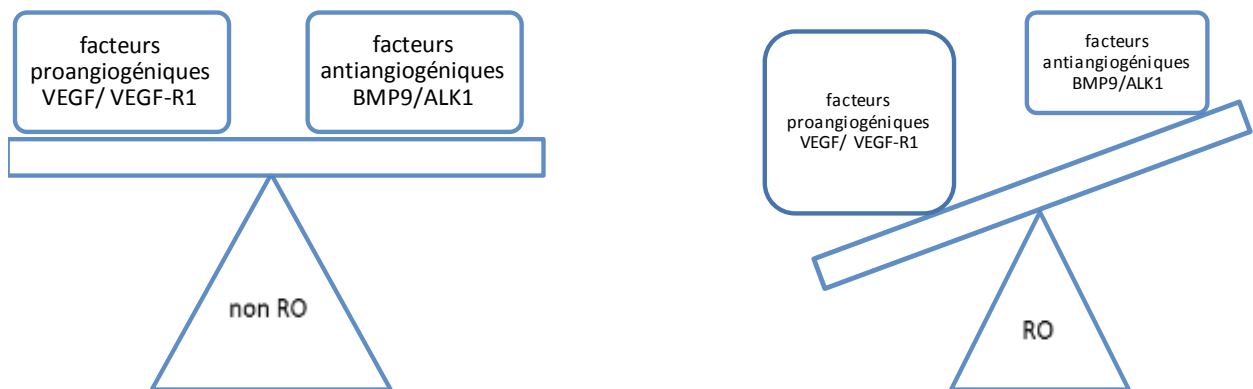 facteurs
proangiogéniques
VEGF/ VEGF-R1
facteurs
antiangiogéniques
BMP9/ALK1
non RO
facteurs
proangiogéniques
VEGF/ VEGF-R1
facteurs
antiangiogéniques
BMP9/ALK1
RO